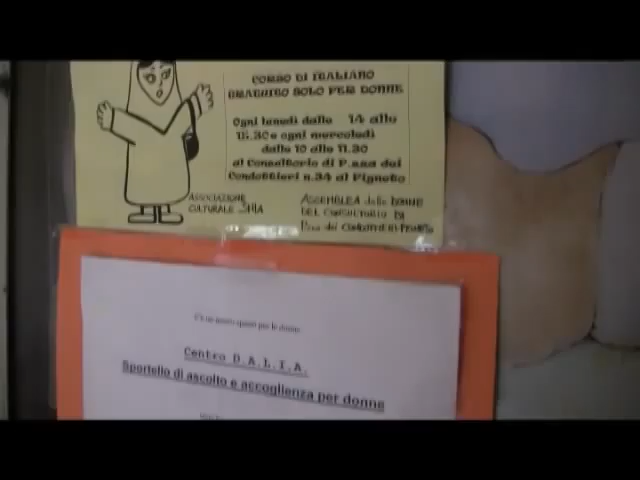 CORSO DI ITALIANO
GRATUITO SOLO PER DONNE
Ogni lunedì dalle 14 alle
15.30 e ogni mercoledì
dalle 10 alle 11.30
al Consultorio di P.zza dei
Condottieri n.34 al Pigneto
ASSOCIAZIONE
CULTURALE
ASSEMBLEA delle DONNE
DEL CONSULTORIO DI
P.zza dei CONDOTTIERI PIGNETO
C'è un nuovo spazio per le donne
Centro D.A.L.I.A.
Sportello di ascolto e accoglienza per donne